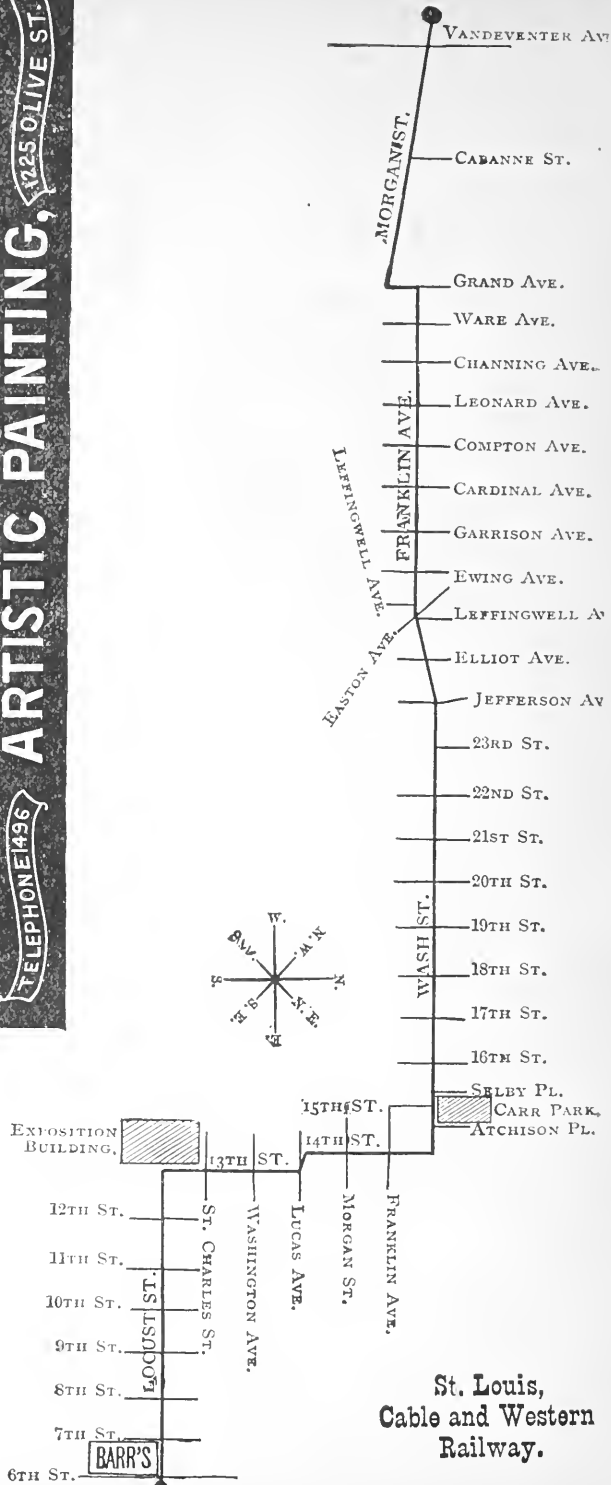 1225 OLIVE ST.
ARTISTIC PAINTING,
TELEPHONE 1496
VANDEVENTER AV
MORGAN ST.
CABANNE ST.
GRAND AVE.
WARE AVE.
CHANNING AVE.
LEONARD AVE.
FRANKLIN AVE.
COMPTON AVE.
CARDINAL AVE.
LEFFINGWELL AVE.
GARRISON AVE.
EWING AVE.
LEFFINGWELL AV
EASTON AVE.
ELLIOT AVE.
JEFFERSON AV
23RD ST.
22ND ST.
21ST ST.
20TH ST.
WASH ST.
19TH ST.
18TH ST.
17TH ST.
16TH ST.
W.
N.W.
N.
N.E.
E.
S.E.
S.
S.W.
SELBY PL.
CARR PARK,
ATCHISON PL.
15TH ST.
14TH ST.
EXPOSITION
BUILDING.
13TH ST.
ST. CHARLES ST.
WASHINGTON AVE.
LUCAS AVE.
MORGAN ST.
FRANKLIN AVE.
12TH ST.
11TH ST.
10TH ST.
LOCUST ST.
9TH ST.
8TH ST.
7TH ST.
BARR'S
6TH ST.
St. Louis,
Cable and Western
Railway.